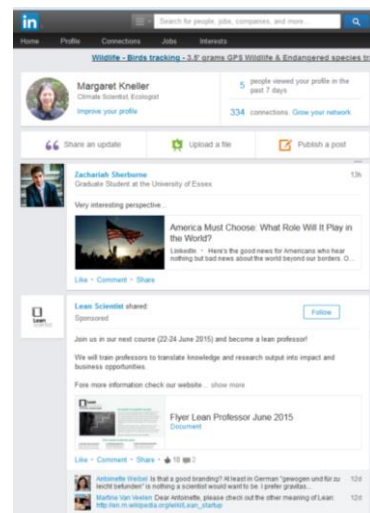 in
Search for people, jobs, companies, and more...
Home Profile Connections Jobs Interests
Wildlife - Birds tracking - 3.8' grams GPS Wildlife & Endangered species tr
Margaret Kneller
Climate Scientist, Ecologist
Improve your profile
5 people viewed your profile in the past 7 days
334 connections. Grow your network
Share an update
Upload a file
Publish a post
Zachariah Sherburne
13h
Graduate Student at the University of Essex
Very interesting perspective...
America Must Choose: What Role Will It Play in
the World?
LinkedIn • Here's the good news for Americans who hear
nothing but bad news about the world beyond our borders. O...
Like • Comment • Share
Lean Scientist shared:
Sponsored
Follow
Join us in our next course (22-24 June 2015) and become a lean professor!
We will train professors to translate knowledge and research output into impact and
business opportunities.
Fore more information check our website... show more
Flyer Lean Professor June 2015
Document
Like • Comment • Share • 18 2
Antoinette Weibel Is that a good branding? At least in German "gewogen und für zu
12d
leicht befunden" is nothing a scientist would want to be. I prefer gravitas...
Martine Van Veelen Dear Antoinette, please check out the other meaning of Lean:
12d
http://en.m.wikipedia.org/wiki/Lean_startup